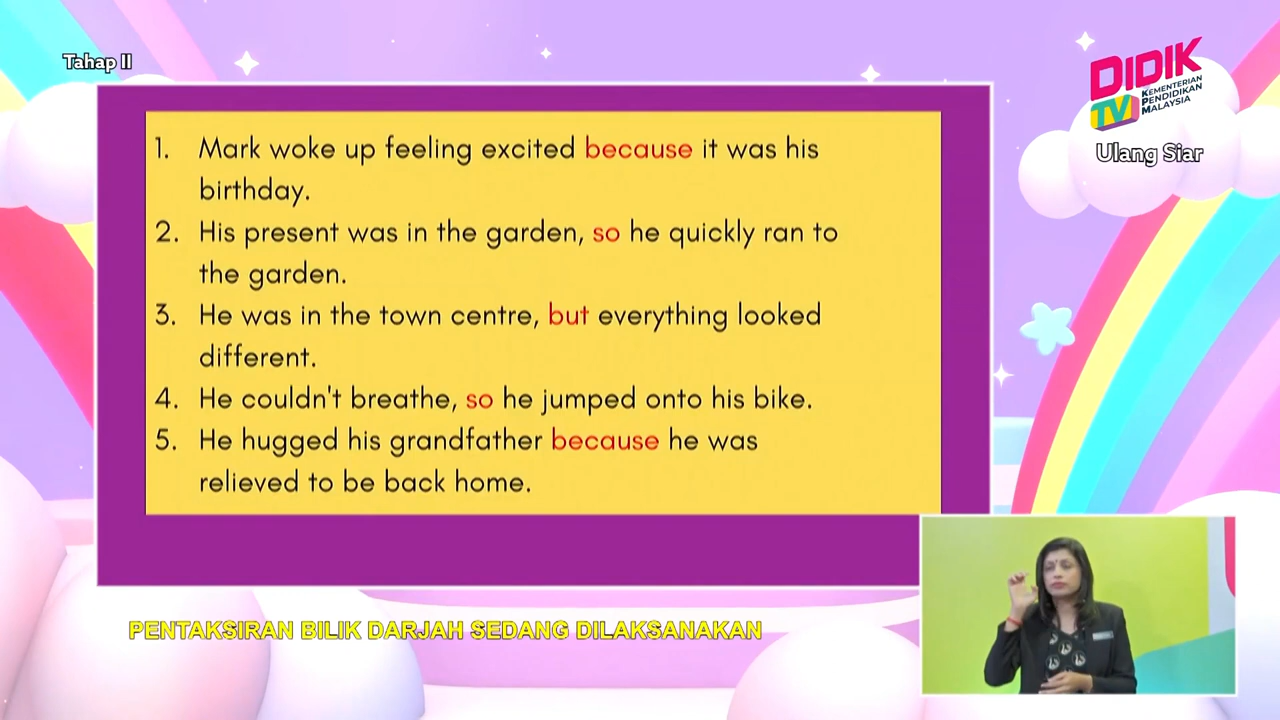 Tahap II
DIDIK
TV
KEMENTERIAN
PENDIDIKAN
MALAYSIA
Ulang Siar
1. Mark woke up feeling excited because it was his
birthday.
2. His present was in the garden, so he quickly ran to
the garden.
3. He was in the town centre, but everything looked
different.
4. He couldn't breathe, so he jumped onto his bike.
5. He hugged his grandfather because he was
relieved to be back home.
PENTAKSIRAN BILIK DARJAH SEDANG DILAKSANAKAN